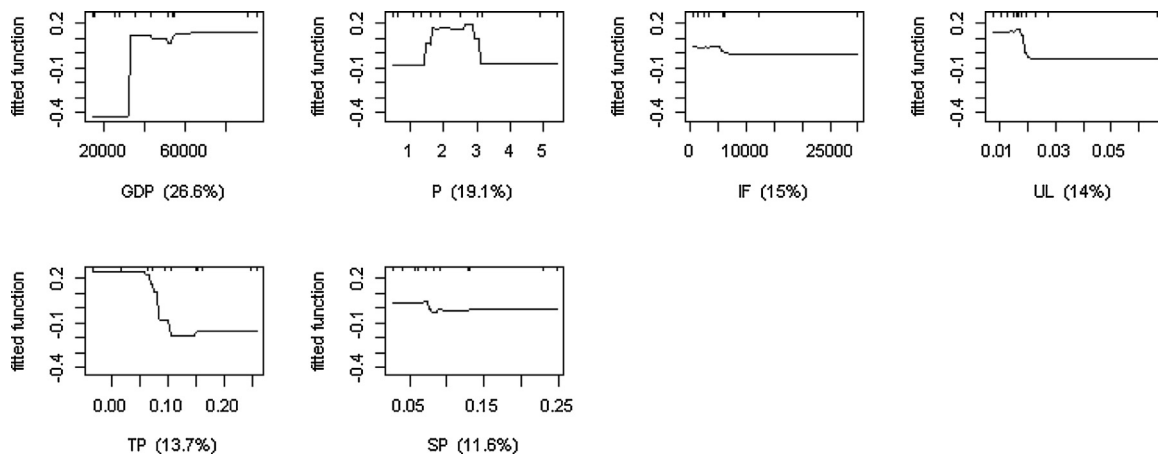 fitted function
0.2
-0.1
-0.4
20000 60000
GDP (26.6%)
fitted function
0.2
-0.1
-0.4
1 2 3 4 5
P (19.1%)
fitted function
0.2
-0.1
-0.4
0 10000 25000
IF (15%)
fitted function
0.2
-0.1
-0.4
0.01 0.03 0.05
UL (14%)
fitted function
0.2
-0.1
-0.4
0.00 0.10 0.20
TP (13.7%)
fitted function
0.2
-0.1
-0.4
0.05 0.15 0.25
SP (11.6%)